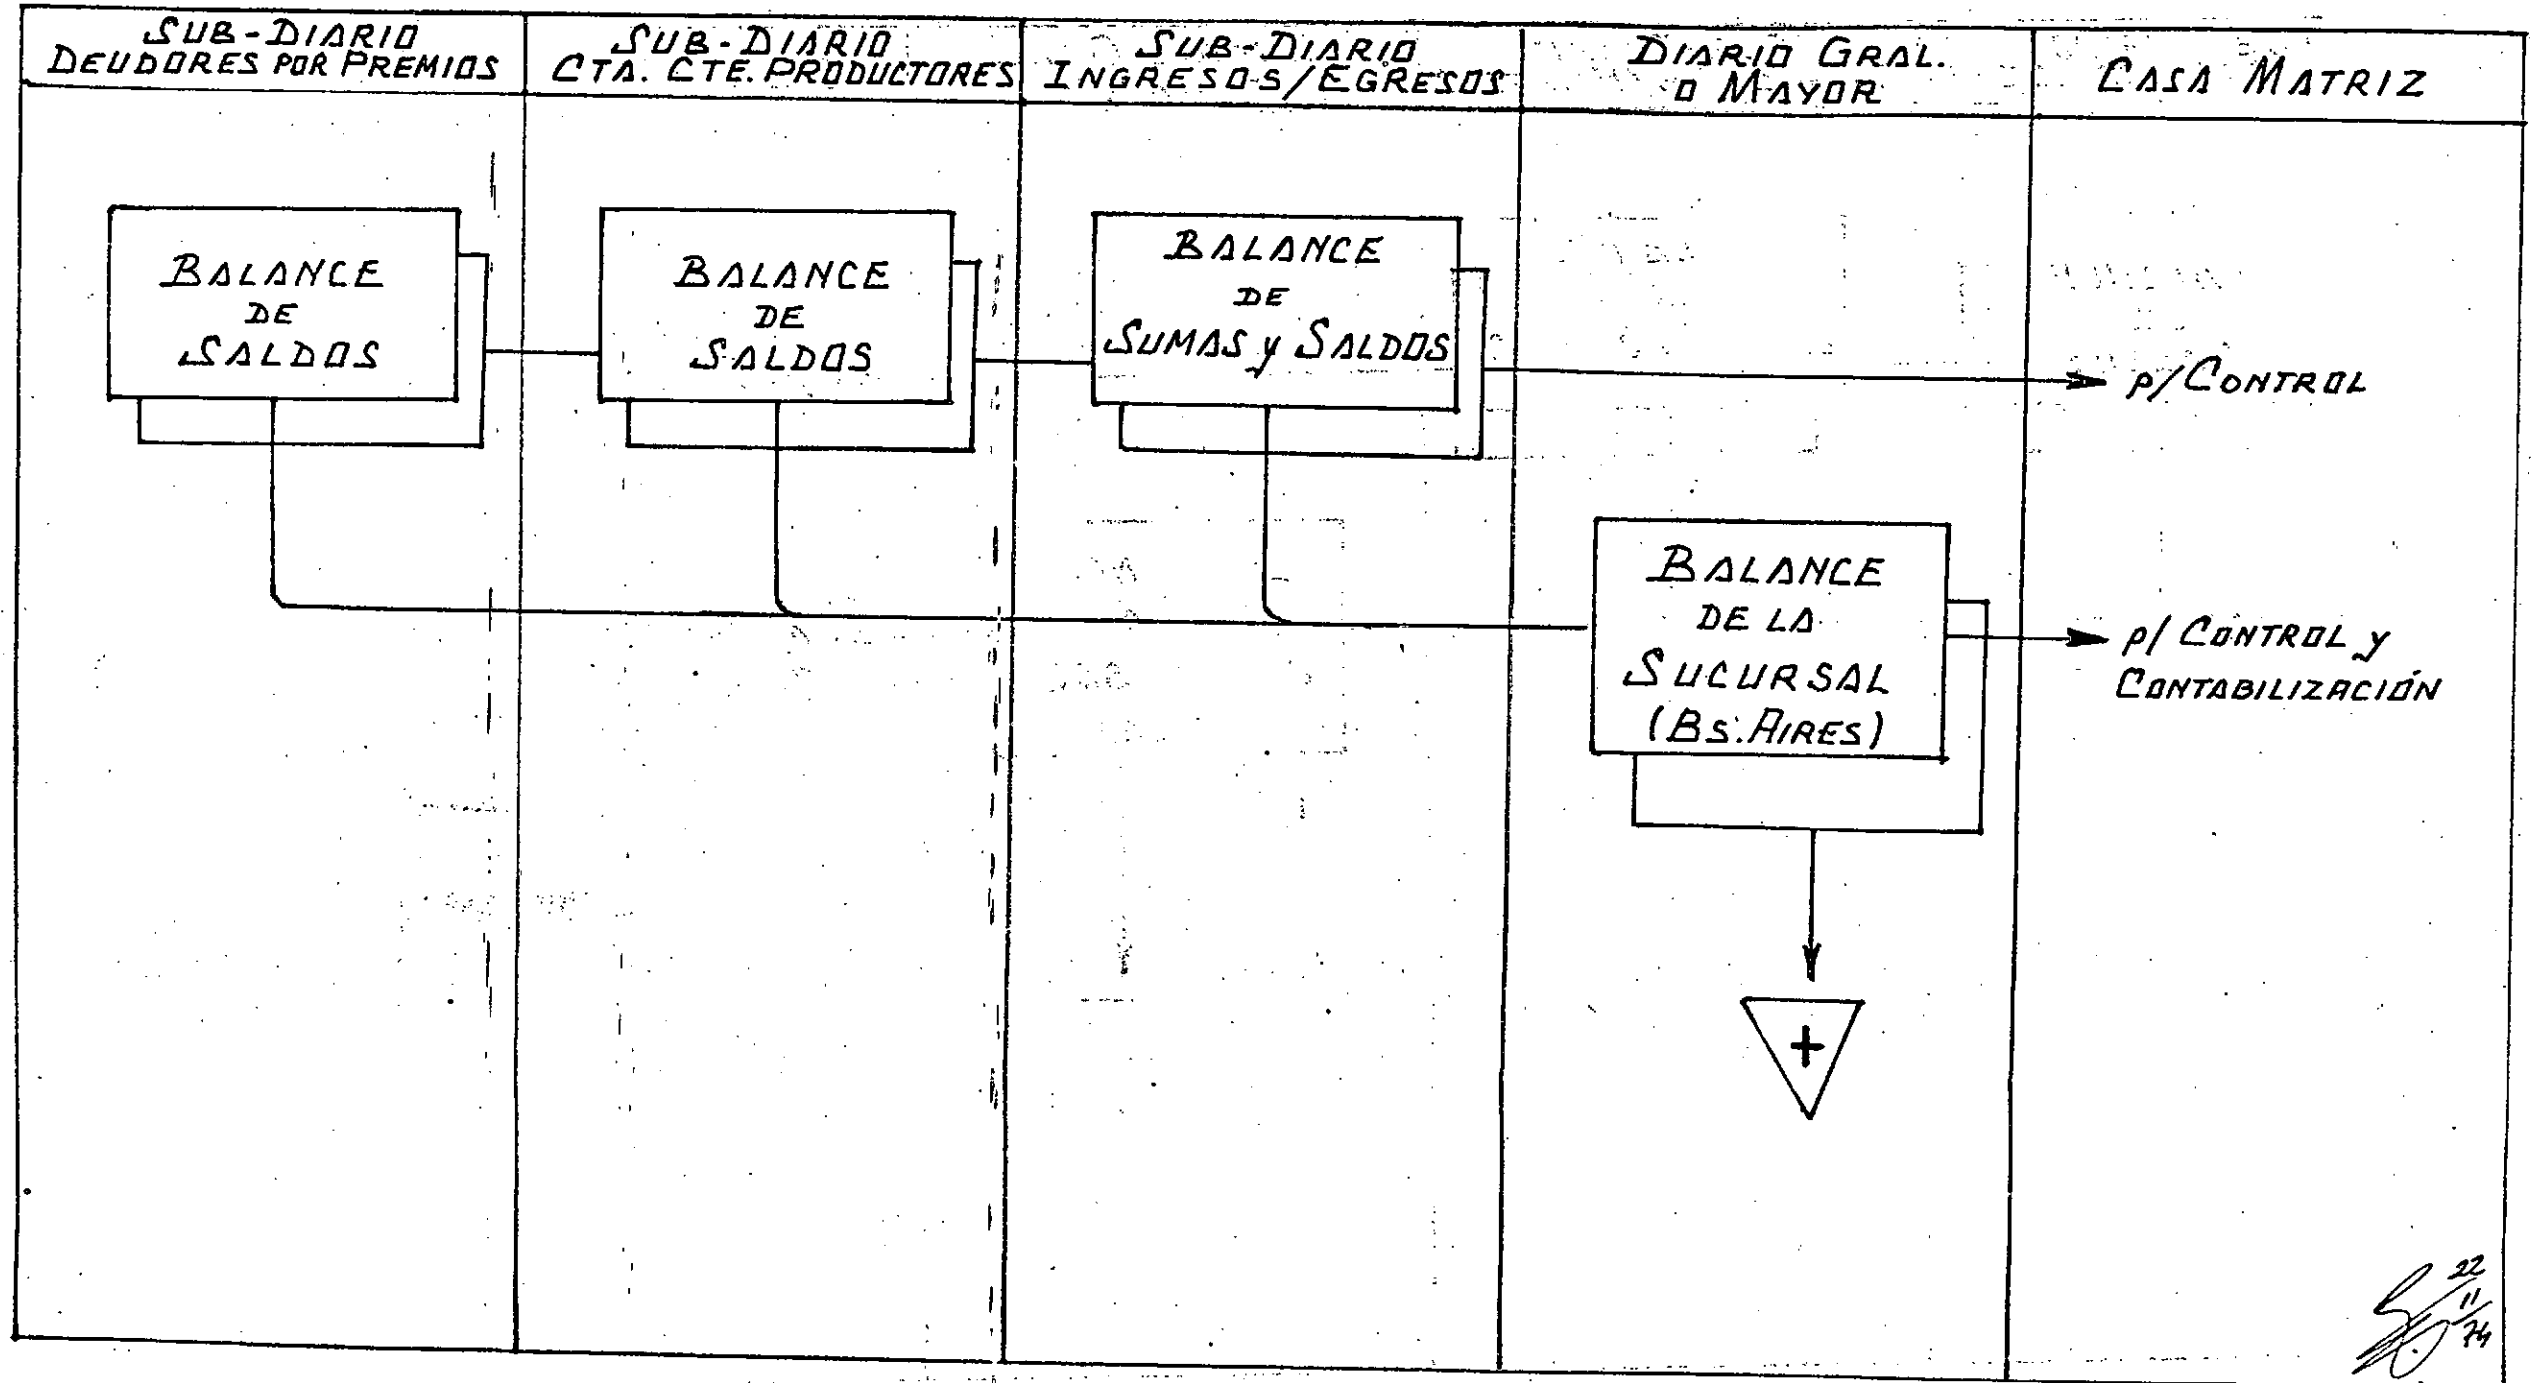 SUB-DIARIO
DEUDORES POR PREMIOS
SUB-DIARIO
CTA. CTE. PRODUCTORES
SUB-DIARIO
INGRESOS/EGRESOS
DIARIO GRAL.
O MAYOR
CASA MATRIZ
BALANCE
DE
SALDOS
BALANCE
DE
SALDOS
BALANCE
DE
SUMAS y SALDOS
p/CONTROL
BALANCE
DE LA
SUCURSAL
(BS. AIRES)
p/ CONTROL y
CONTABILIZACIÓN
+
22
11
74